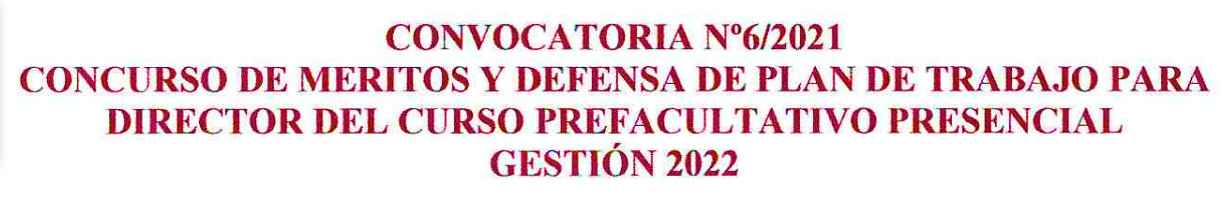 CONVOCATORIA Nº6/2021
CONCURSO DE MERITOS Y DEFENSA DE PLAN DE TRABAJO PARA
DIRECTOR DEL CURSO PREFACULTATIVO PRESENCIAL
GESTIÓN 2022